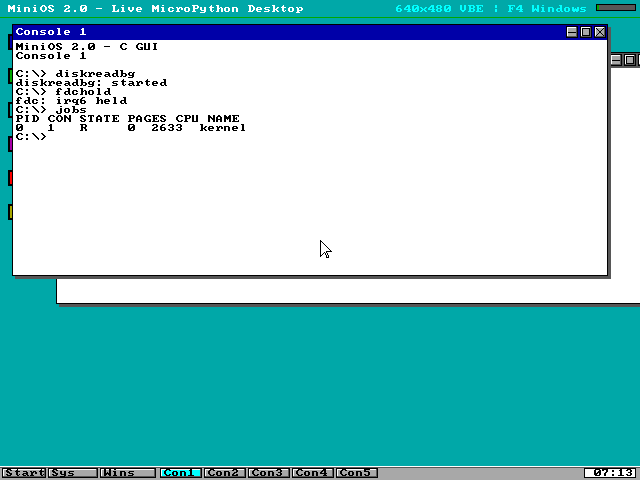 MiniOS 2.0 - Live MicroPython Desktop
640x480 VBE | F4 Windows
Console 1
MiniOS 2.0 - C GUI
Console 1
C:\> diskreadbg
diskreadbg: started
C:\> fdchold
fdc: irq6 held
C:\> jobs
PID CON STATE PAGES CPU NAME
0 1 R 0 2633 kernel
C:\>
Start Sys Wins Con1 Con2 Con3 Con4 Con5 07:13